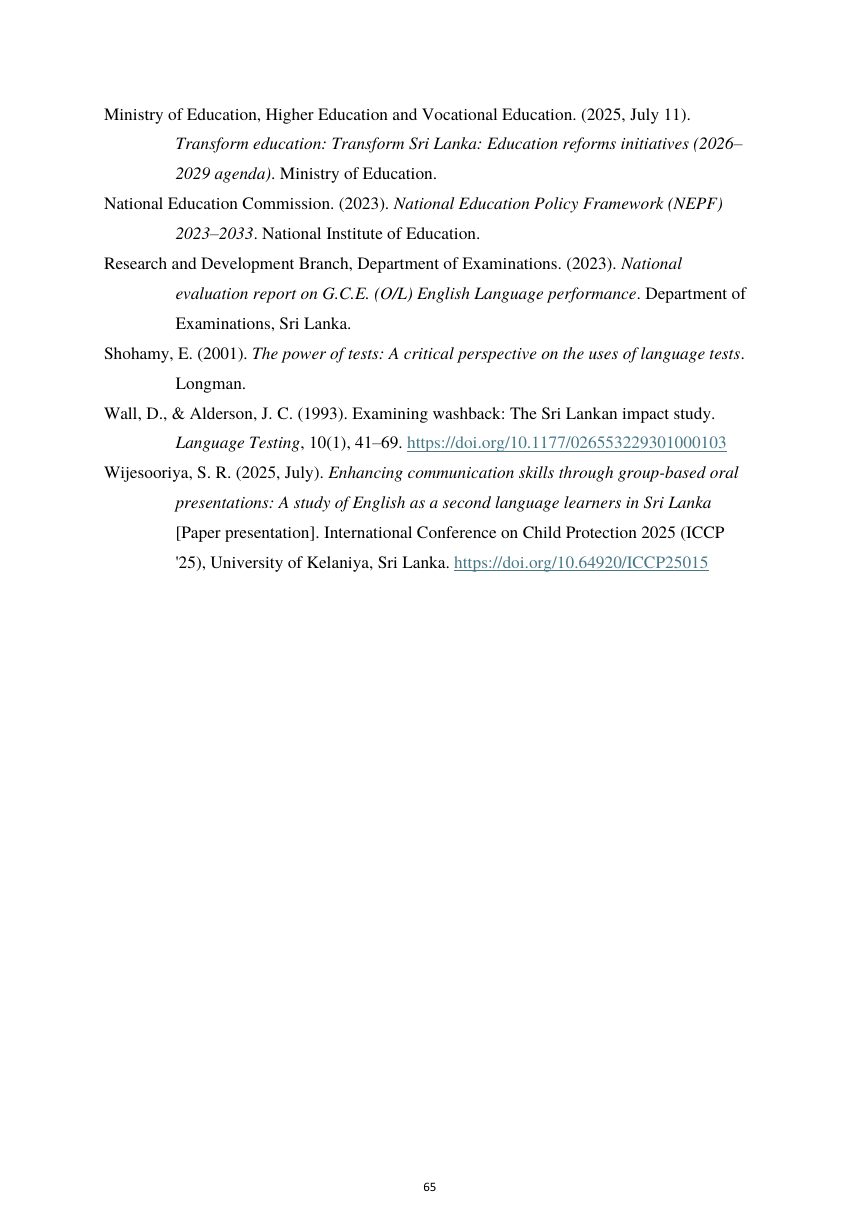 Ministry of Education, Higher Education and Vocational Education. (2025, July 11).
Transform education: Transform Sri Lanka: Education reforms initiatives (2026–
2029 agenda). Ministry of Education.
National Education Commission. (2023). National Education Policy Framework (NEPF)
2023–2033. National Institute of Education.
Research and Development Branch, Department of Examinations. (2023). National
evaluation report on G.C.E. (O/L) English Language performance. Department of
Examinations, Sri Lanka.
Shohamy, E. (2001). The power of tests: A critical perspective on the uses of language tests.
Longman.
Wall, D., & Alderson, J. C. (1993). Examining washback: The Sri Lankan impact study.
Language Testing, 10(1), 41–69. https://doi.org/10.1177/026553229301000103
Wijesooriya, S. R. (2025, July). Enhancing communication skills through group-based oral
presentations: A study of English as a second language learners in Sri Lanka
[Paper presentation]. International Conference on Child Protection 2025 (ICCP
'25), University of Kelaniya, Sri Lanka. https://doi.org/10.64920/ICCP25015
65